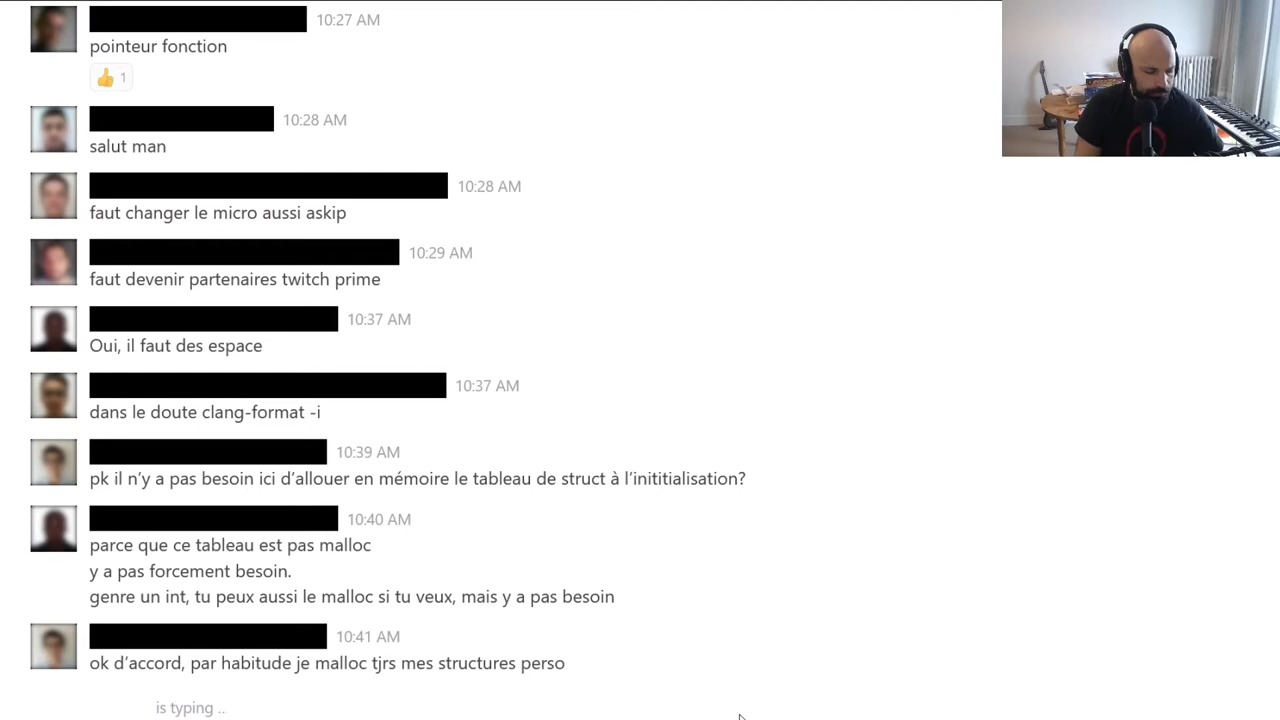 10:27 AM
pointeur fonction
👍 1
10:28 AM
salut man
10:28 AM
faut changer le micro aussi askip
10:29 AM
faut devenir partenaires twitch prime
10:37 AM
Oui, il faut des espace
10:37 AM
dans le doute clang-format -i
10:39 AM
pk il n’y a pas besoin ici d’allouer en mémoire le tableau de struct à l’inititialisation?
10:40 AM
parce que ce tableau est pas malloc
y a pas forcement besoin.
genre un int, tu peux aussi le malloc si tu veux, mais y a pas besoin
10:41 AM
ok d’accord, par habitude je malloc tjrs mes structures perso
is typing ...